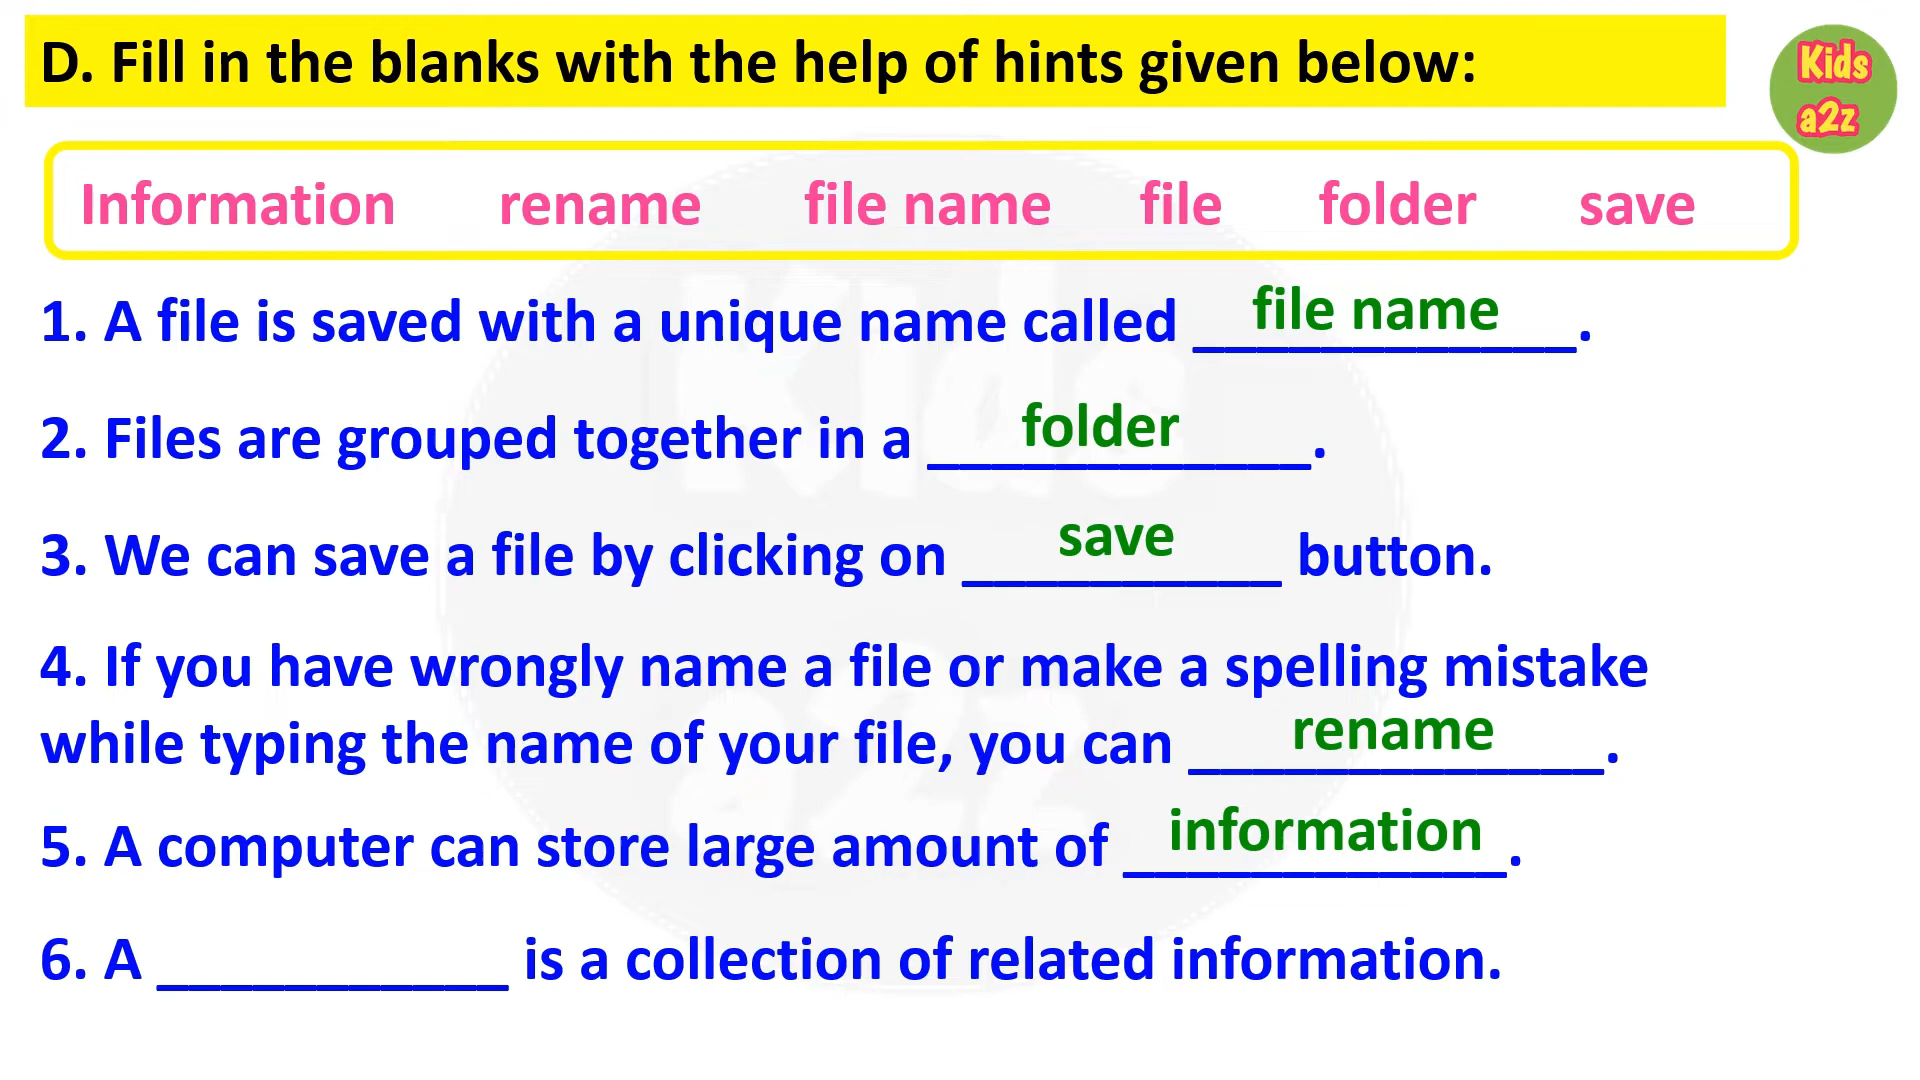 D. Fill in the blanks with the help of hints given below:
Kids
a2z
Information rename file name file folder save
1. A file is saved with a unique name called file name.
2. Files are grouped together in a folder.
3. We can save a file by clicking on save button.
4. If you have wrongly name a file or make a spelling mistake
while typing the name of your file, you can rename.
5. A computer can store large amount of information.
6. A ___________ is a collection of related information.
Kids
a2z